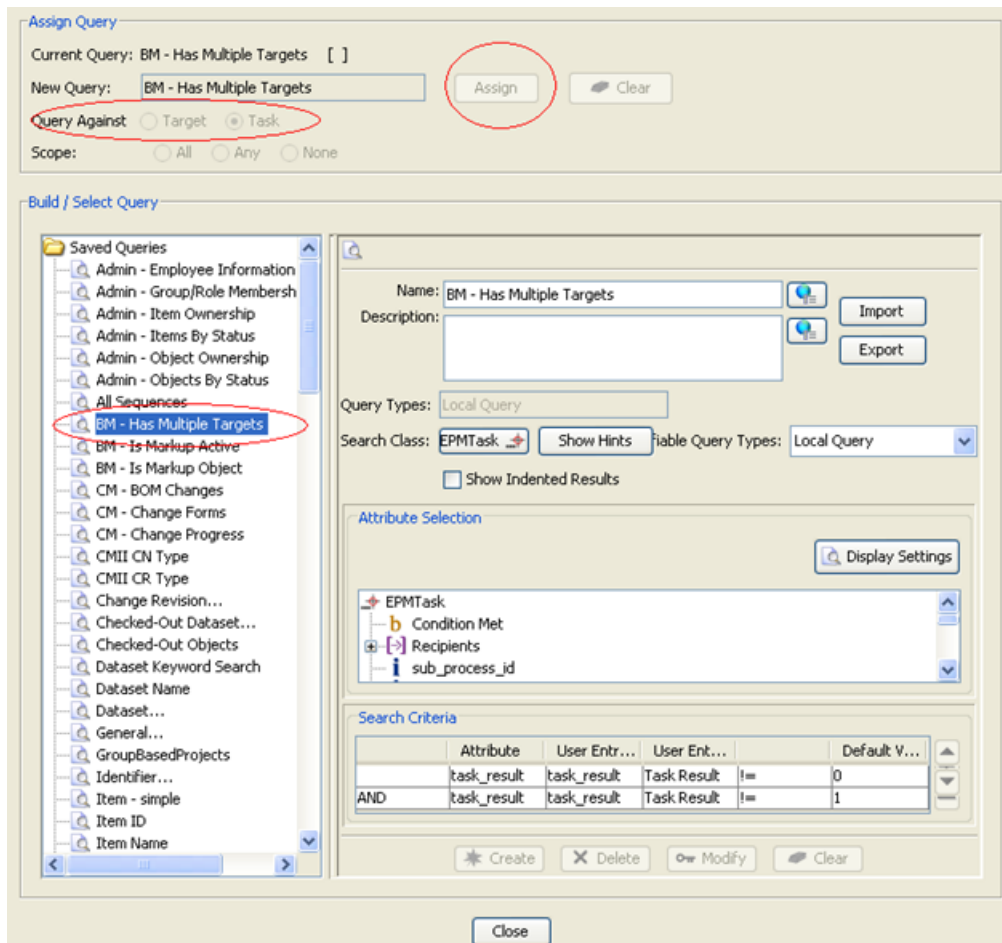 Assign Query
Current Query: BM - Has Multiple Targets [ ]
New Query: BM - Has Multiple Targets Assign Clear
Query Against Target Task
Scope: All Any None
Build / Select Query
Saved Queries
Admin - Employee Information
Admin - Group/Role Membersh
Admin - Item Ownership
Admin - Items By Status
Admin - Object Ownership
Admin - Objects By Status
All Sequences
BM - Has Multiple Targets
BM - Is Markup Active
BM - Is Markup Object
CM - BOM Changes
CM - Change Forms
CM - Change Progress
CMII CN Type
CMII CR Type
Change Revision...
Checked-Out Dataset...
Checked-Out Objects
Dataset Keyword Search
Dataset Name
Dataset...
General...
GroupBasedProjects
Identifier...
Item - simple
Item ID
Item Name
Name: BM - Has Multiple Targets
Import
Description:
Export
Query Types: Local Query
Search Class: EPMTask Show Hints fiable Query Types: Local Query
Show Indented Results
Attribute Selection
Display Settings
EPMTask
b Condition Met
Recipients
i sub_process_id
Search Criteria
Attribute User Entr... User Ent... Default V...
task_result task_result Task Result != 0
AND task_result task_result Task Result != 1
Create Delete Modify Clear
Close